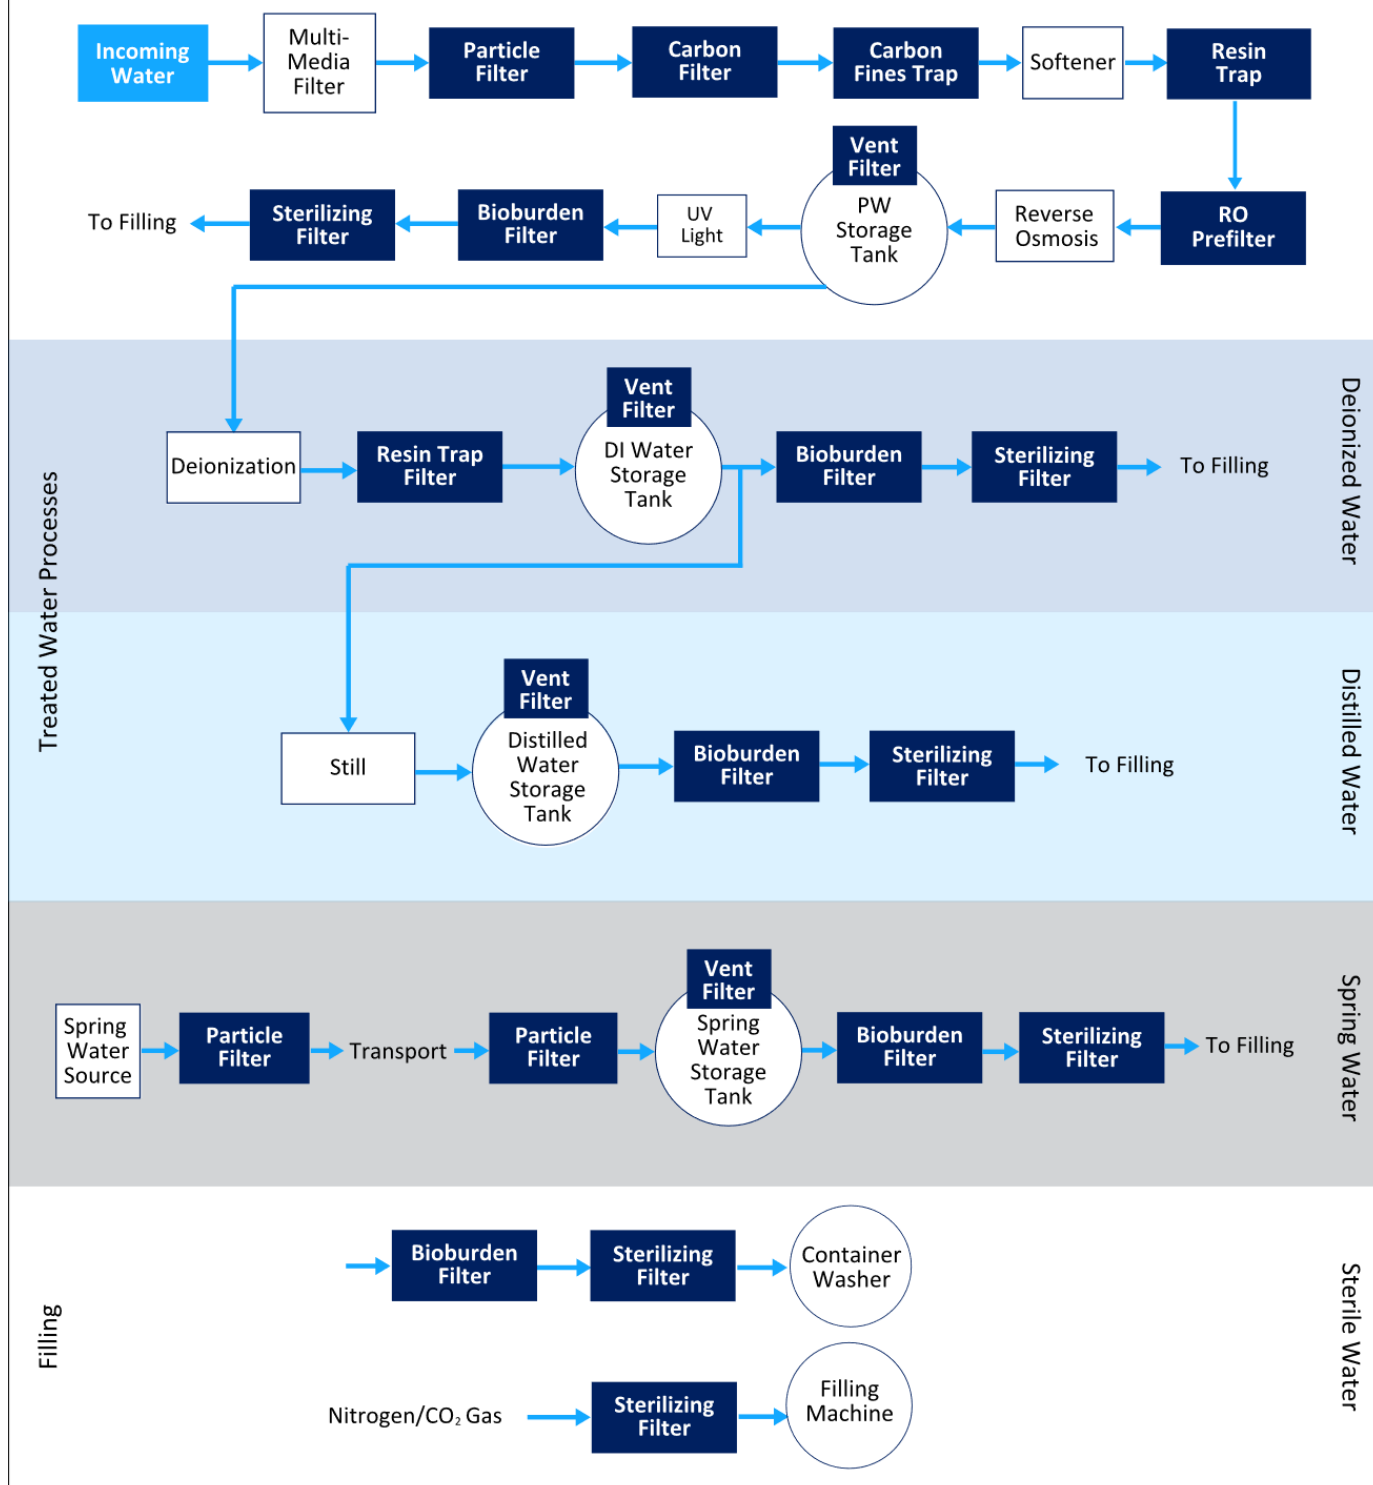 Incoming
Water
Multi-
Media
Filter
Particle
Filter
Carbon
Filter
Carbon
Fines Trap
Softener
Resin
Trap
To Filling
Sterilizing
Filter
Bioburden
Filter
UV
Light
Vent
Filter
PW
Storage
Tank
Reverse
Osmosis
RO
Prefilter
Treated Water Processes
Deionization
Resin Trap
Filter
Vent
Filter
DI Water
Storage
Tank
Bioburden
Filter
Sterilizing
Filter
To Filling
Deionized Water
Still
Vent
Filter
Distilled
Water
Storage
Tank
Bioburden
Filter
Sterilizing
Filter
To Filling
Distilled Water
Spring
Water
Source
Particle
Filter
Transport
Particle
Filter
Vent
Filter
Spring
Water
Storage
Tank
Bioburden
Filter
Sterilizing
Filter
To Filling
Spring Water
Filling
Bioburden
Filter
Sterilizing
Filter
Container
Washer
Nitrogen/CO₂ Gas
Sterilizing
Filter
Filling
Machine
Sterile Water